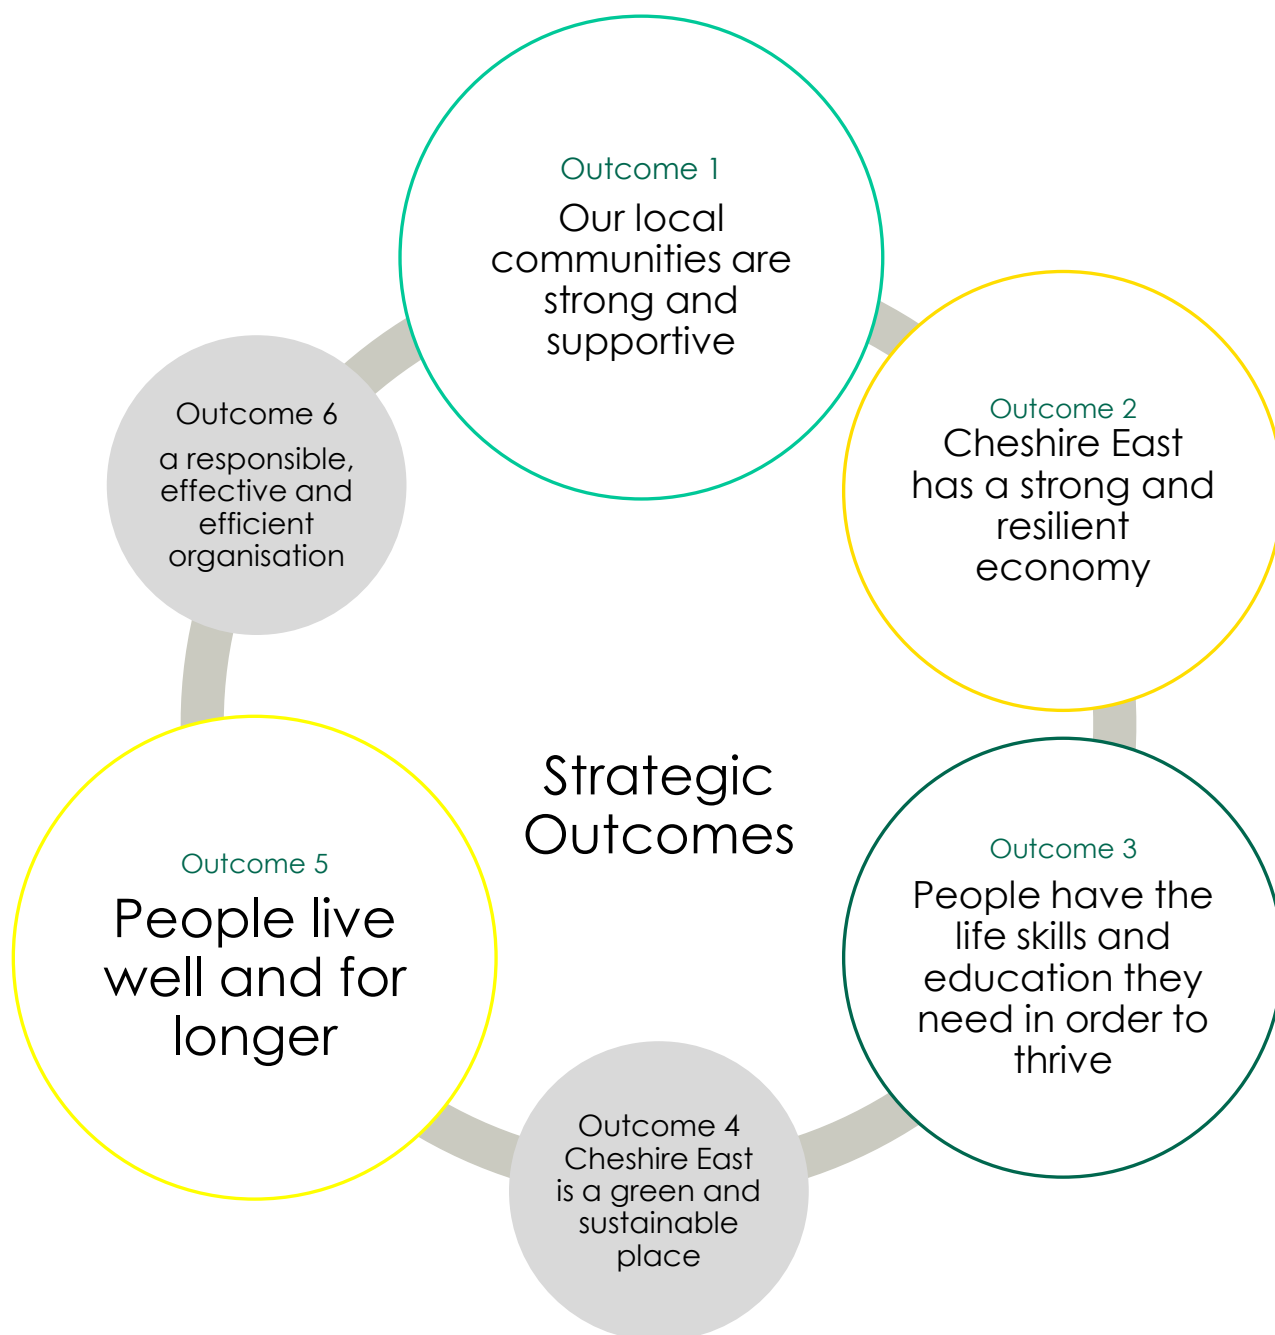 Outcome 1
Our local
communities are
strong and
supportive
Outcome 2
Cheshire East
has a strong and
resilient
economy
Outcome 3
People have the
life skills and
education they
need in order to
thrive
Outcome 4
Cheshire East
is a green and
sustainable
place
Outcome 5
People live
well and for
longer
Outcome 6
a responsible,
effective and
efficient
organisation
Strategic
Outcomes